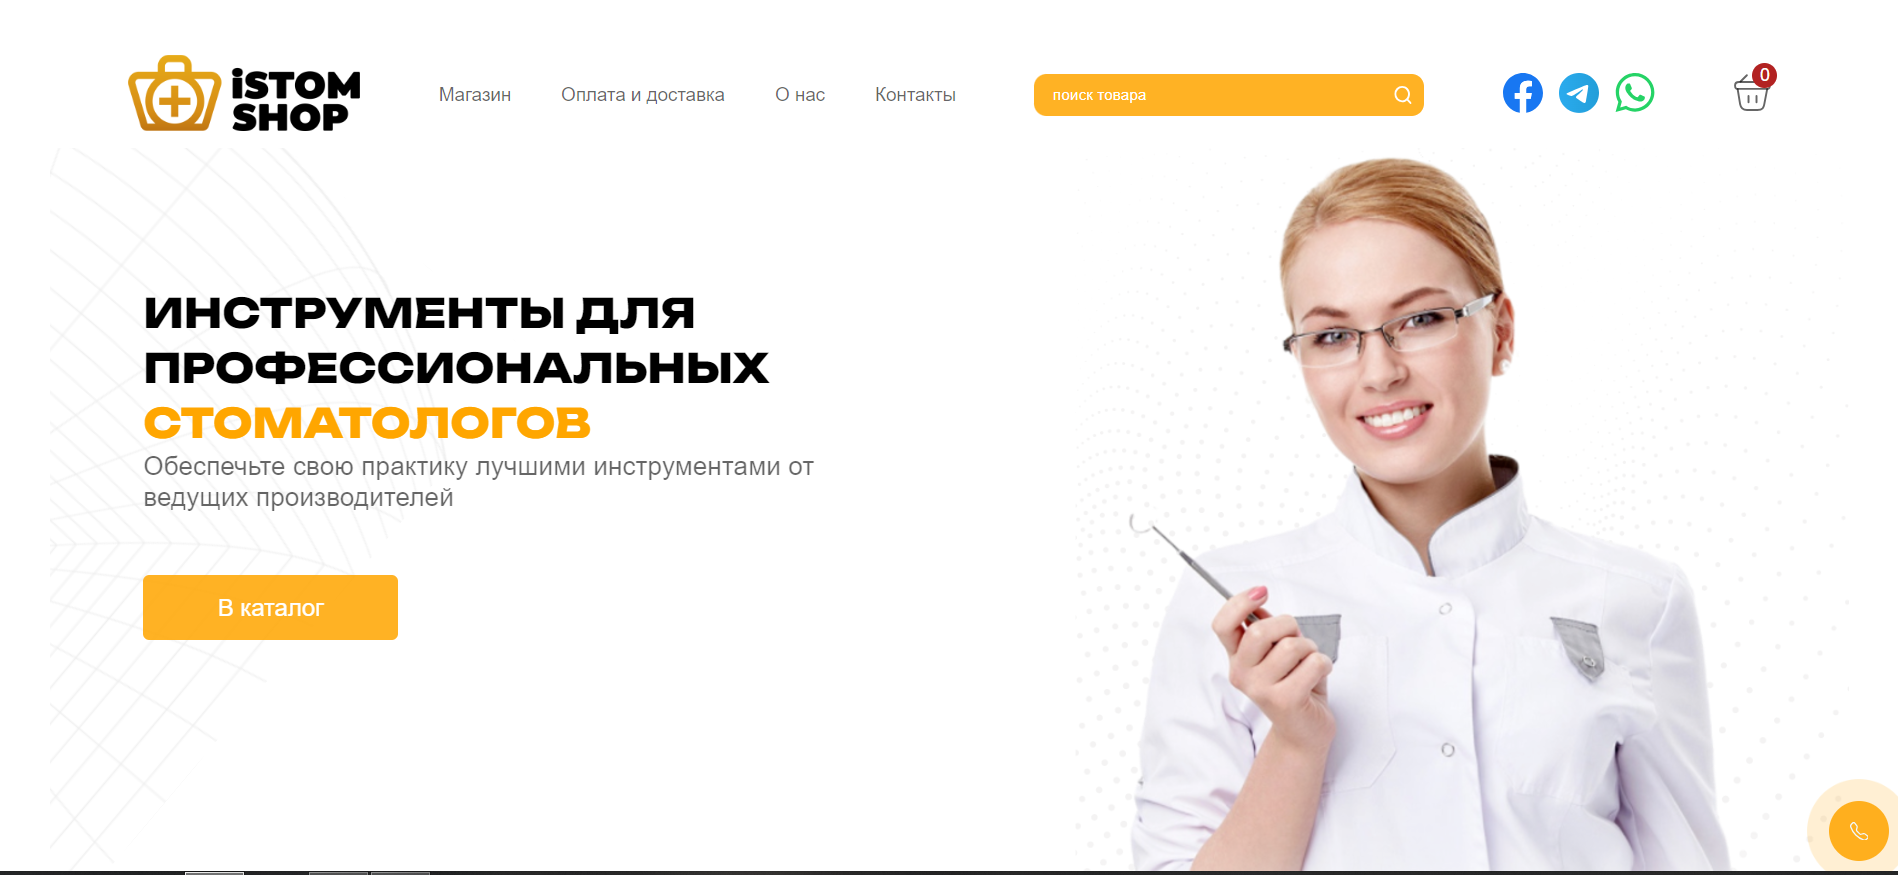 iSTOM
SHOP
Магазин
Оплата и доставка
О нас
Контакты
поиск товара
0
ИНСТРУМЕНТЫ ДЛЯ
ПРОФЕССИОНАЛЬНЫХ
СТОМАТОЛОГОВ
Обеспечьте свою практику лучшими инструментами от
ведущих производителей
В каталог